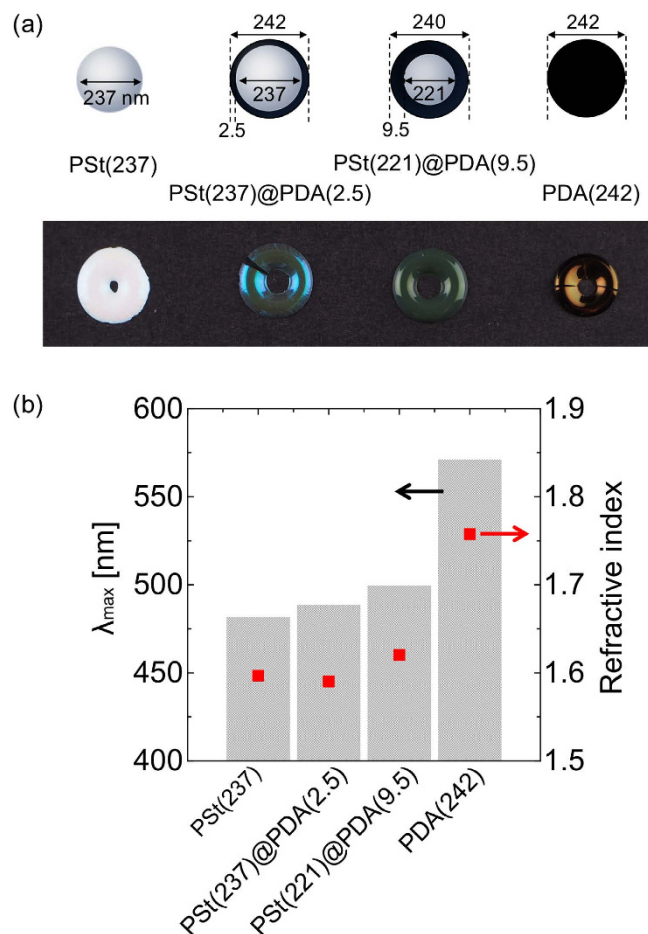 (a)
242 240 242
237 nm 237 221
2.5 9.5
PSt(237) PSt(221)@PDA(9.5)
PSt(237)@PDA(2.5) PDA(242)
(b)
600 1.9
550 1.8
500 1.7
450 1.6
400 1.5
λmax [nm]
Refractive index
PSt(237)
PSt(237)@PDA(2.5)
PSt(221)@PDA(9.5)
PDA(242)